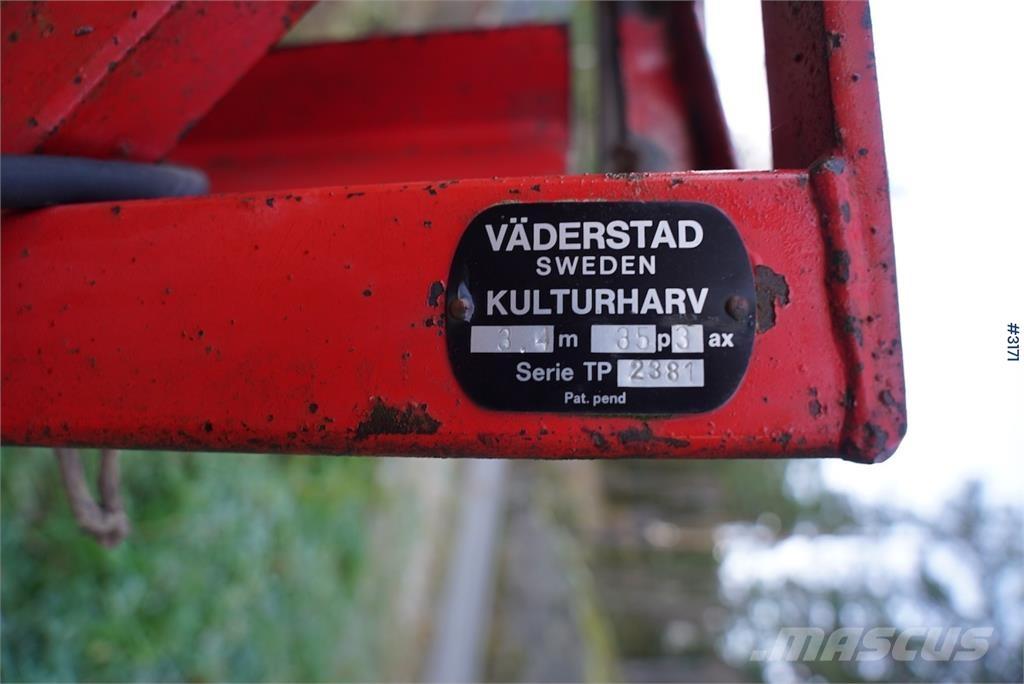 VÄDERSTAD
SWEDEN
KULTURHARV
3,4 m 35 p 3 ax
Serie TP 2381
Pat. pend
#3171
MASCUS